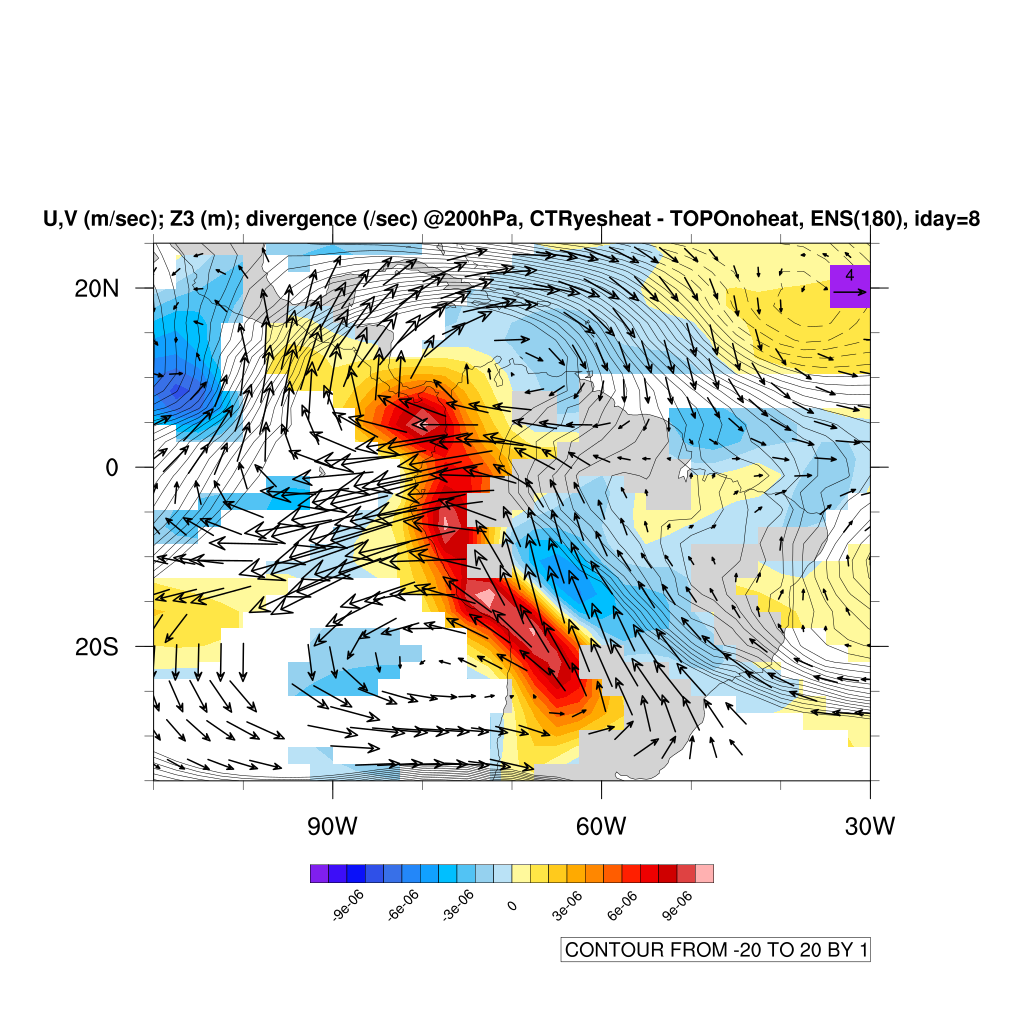 U,V (m/sec); Z3 (m); divergence (/sec) @200hPa, CTRyesheat - TOPOnoheat, ENS(180), iday=8
4
20N
0
20S
90W 60W 30W
-9e-06 -6e-06 -3e-06 0 3e-06 6e-06 9e-06
CONTOUR FROM -20 TO 20 BY 1